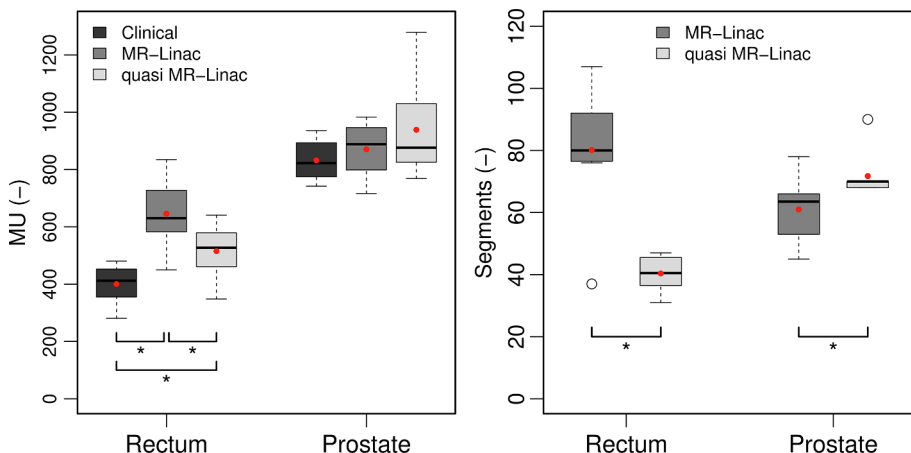 MU (−)
0
200
400
600
800
1000
1200
Clinical
MR−Linac
quasi MR−Linac
*
*
*
Rectum
Prostate
Segments (−)
0
20
40
60
80
100
120
MR−Linac
quasi MR−Linac
*
*
Rectum
Prostate